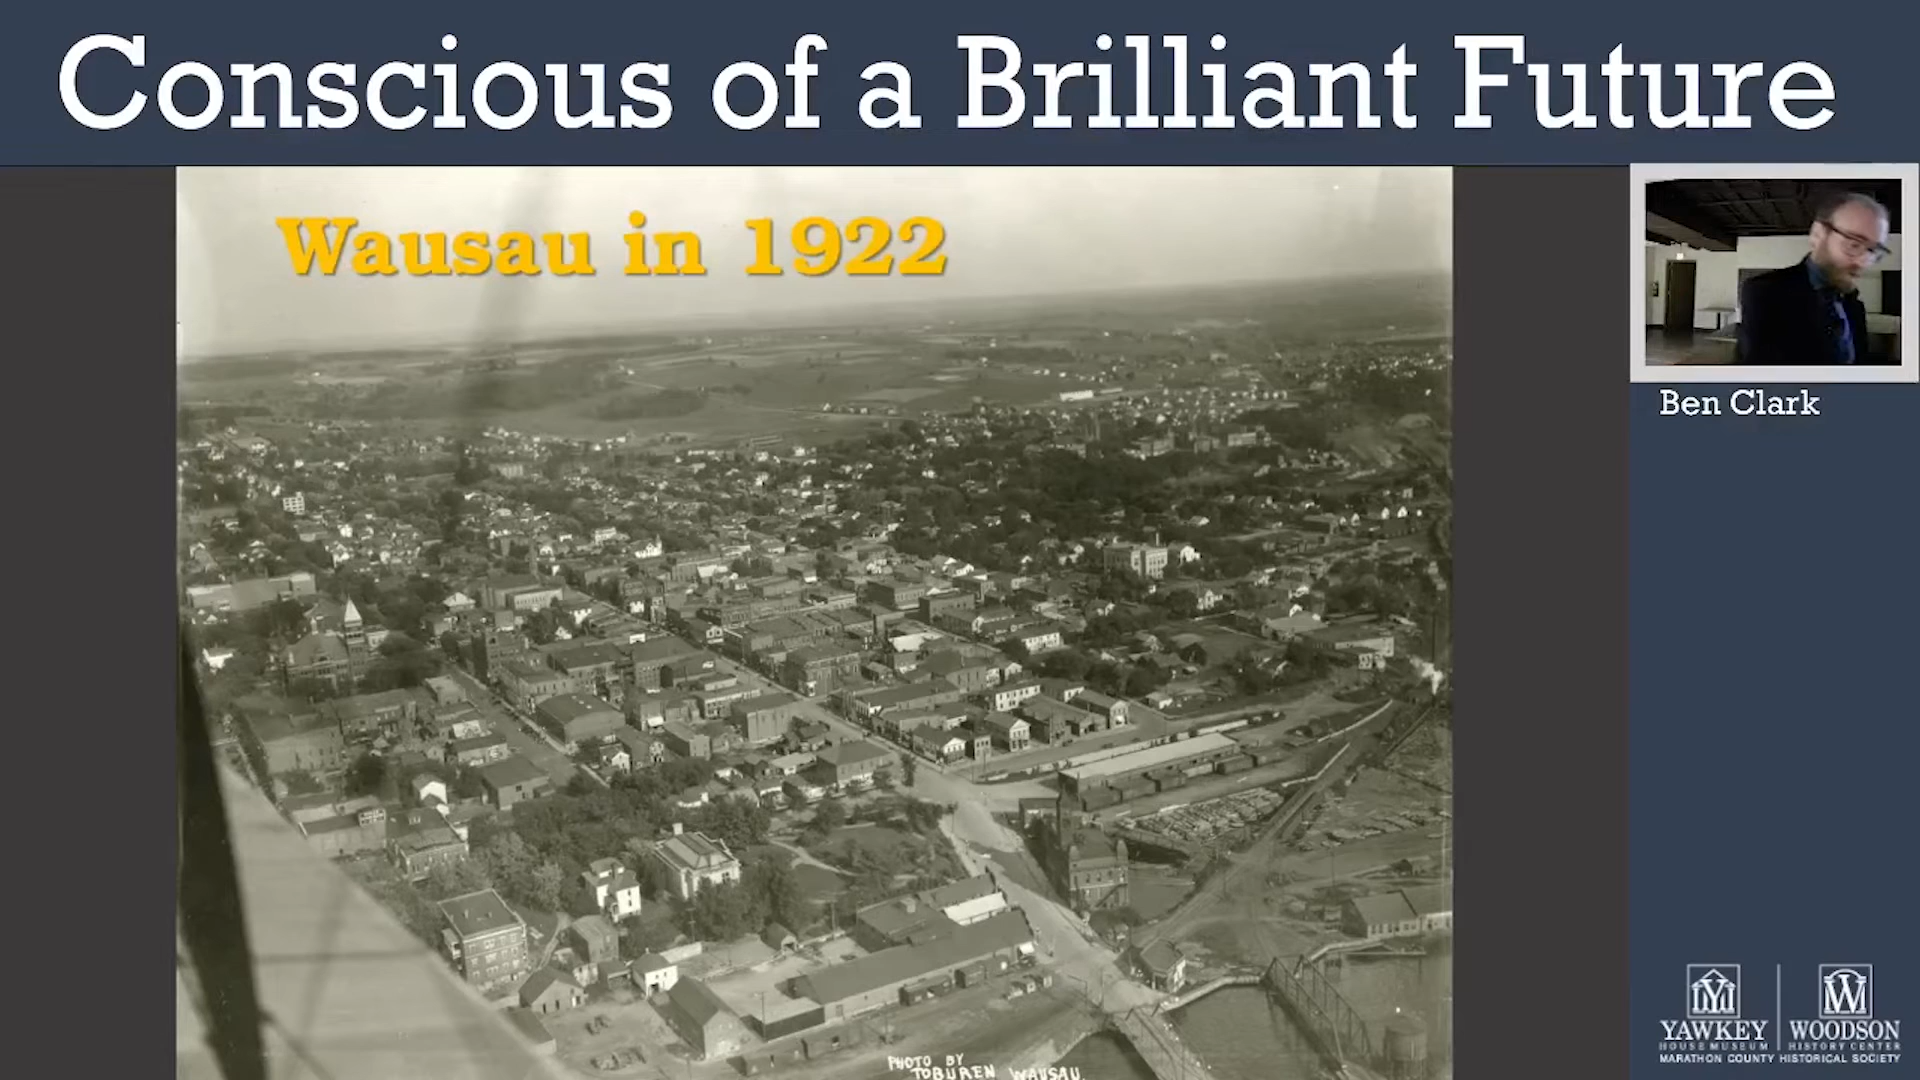 Conscious of a Brilliant Future
Wausau in 1922
Ben Clark
PHOTO BY
TOBUREN WAUSAU.
YAWKEY
HOUSE MUSEUM
WOODSON
HISTORY CENTER
MARATHON COUNTY HISTORICAL SOCIETY